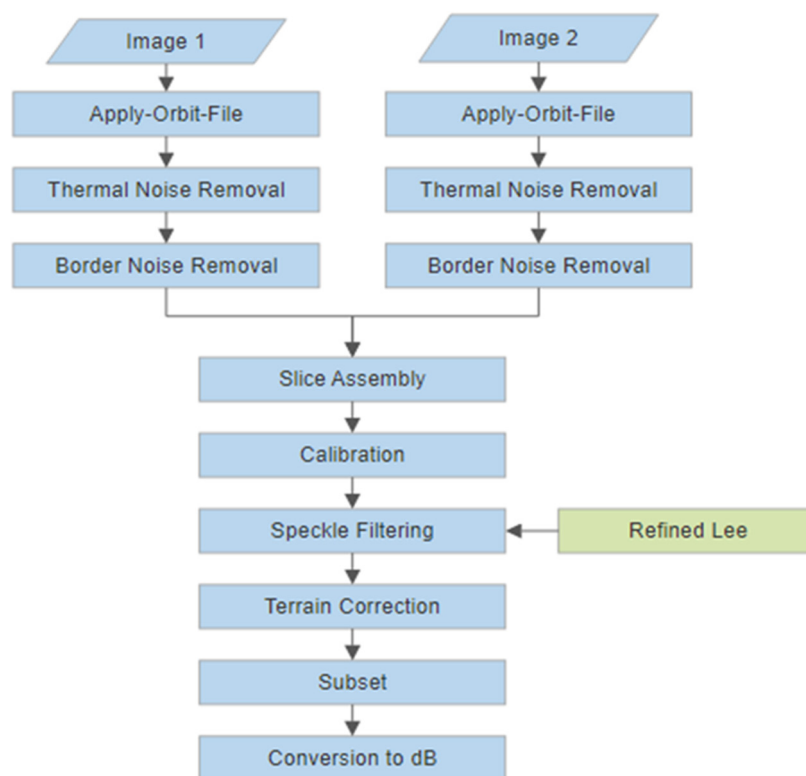 Image 1
Image 2
Apply-Orbit-File
Apply-Orbit-File
Thermal Noise Removal
Thermal Noise Removal
Border Noise Removal
Border Noise Removal
Slice Assembly
Calibration
Speckle Filtering
Refined Lee
Terrain Correction
Subset
Conversion to dB